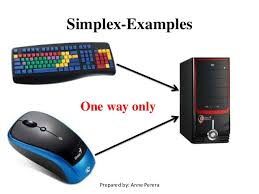 Simplex-Examples
One way only
Prepared by: Anne Perera